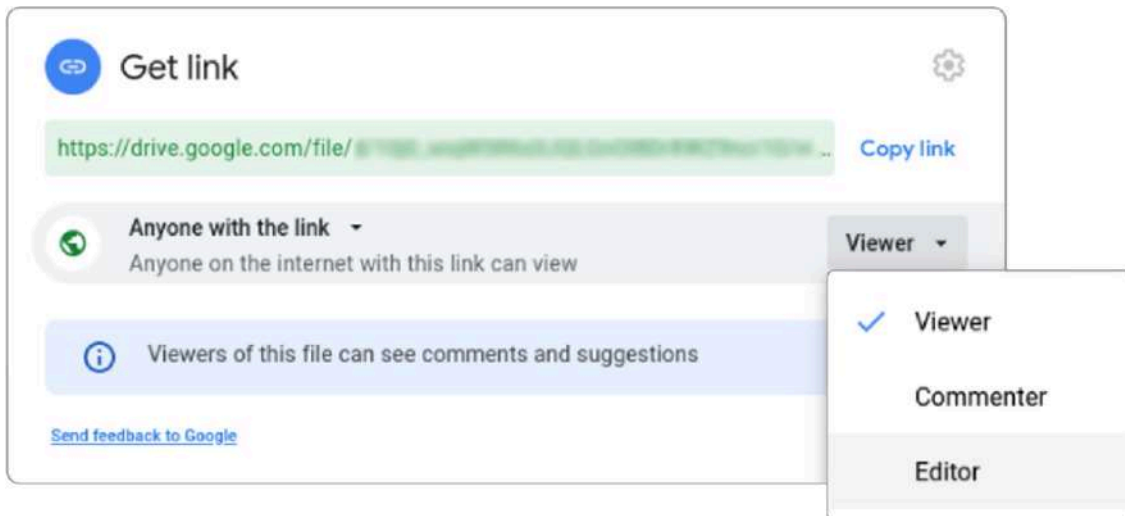 Get link
https://drive.google.com/file/ ..
Copy link
Anyone with the link
Anyone on the internet with this link can view
Viewer
Viewer
Commenter
Editor
Viewers of this file can see comments and suggestions
Send feedback to Google